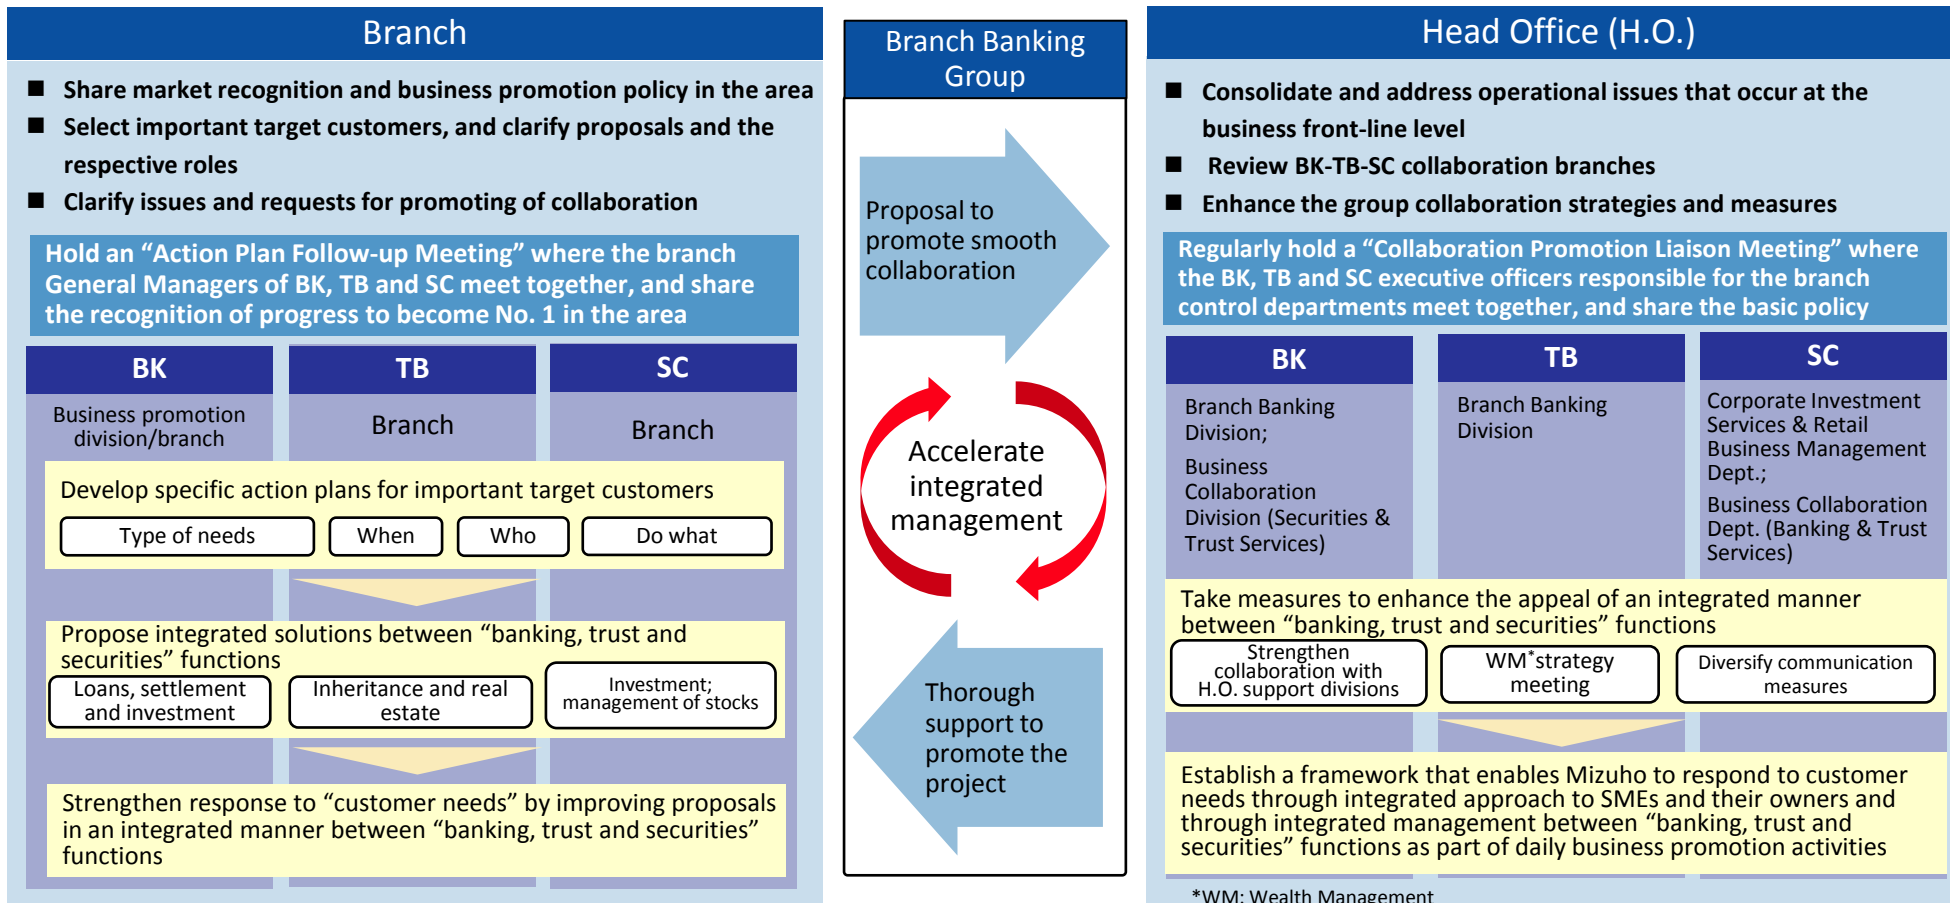 Branch
■ Share market recognition and business promotion policy in the area
■ Select important target customers, and clarify proposals and the
respective roles
■ Clarify issues and requests for promoting of collaboration
Hold an “Action Plan Follow-up Meeting” where the branch
General Managers of BK, TB and SC meet together, and share
the recognition of progress to become No. 1 in the area
BK
TB
SC
Business promotion
division/branch
Branch
Branch
Develop specific action plans for important target customers
Type of needs
When
Who
Do what
Propose integrated solutions between “banking, trust and
securities” functions
Loans, settlement
and investment
Inheritance and real
estate
Investment;
management of stocks
Strengthen response to “customer needs” by improving proposals
in an integrated manner between “banking, trust and securities”
functions
Branch Banking
Group
Proposal to
promote smooth
collaboration
Accelerate
integrated
management
Thorough
support to
promote the
project
Head Office (H.O.)
■ Consolidate and address operational issues that occur at the
business front-line level
■ Review BK-TB-SC collaboration branches
■ Enhance the group collaboration strategies and measures
Regularly hold a “Collaboration Promotion Liaison Meeting” where
the BK, TB and SC executive officers responsible for the branch
control departments meet together, and share the basic policy
BK
TB
SC
Branch Banking
Division;
Business
Collaboration
Division (Securities &
Trust Services)
Branch Banking
Division
Corporate Investment
Services & Retail
Business Management
Dept.;
Business Collaboration
Dept. (Banking & Trust
Services)
Take measures to enhance the appeal of an integrated manner
between “banking, trust and securities” functions
Strengthen
collaboration with
H.O. support divisions
WM*strategy
meeting
Diversify communication
measures
Establish a framework that enables Mizuho to respond to customer
needs through integrated approach to SMEs and their owners and
through integrated management between “banking, trust and
securities” functions as part of daily business promotion activities
*WM: Wealth Management